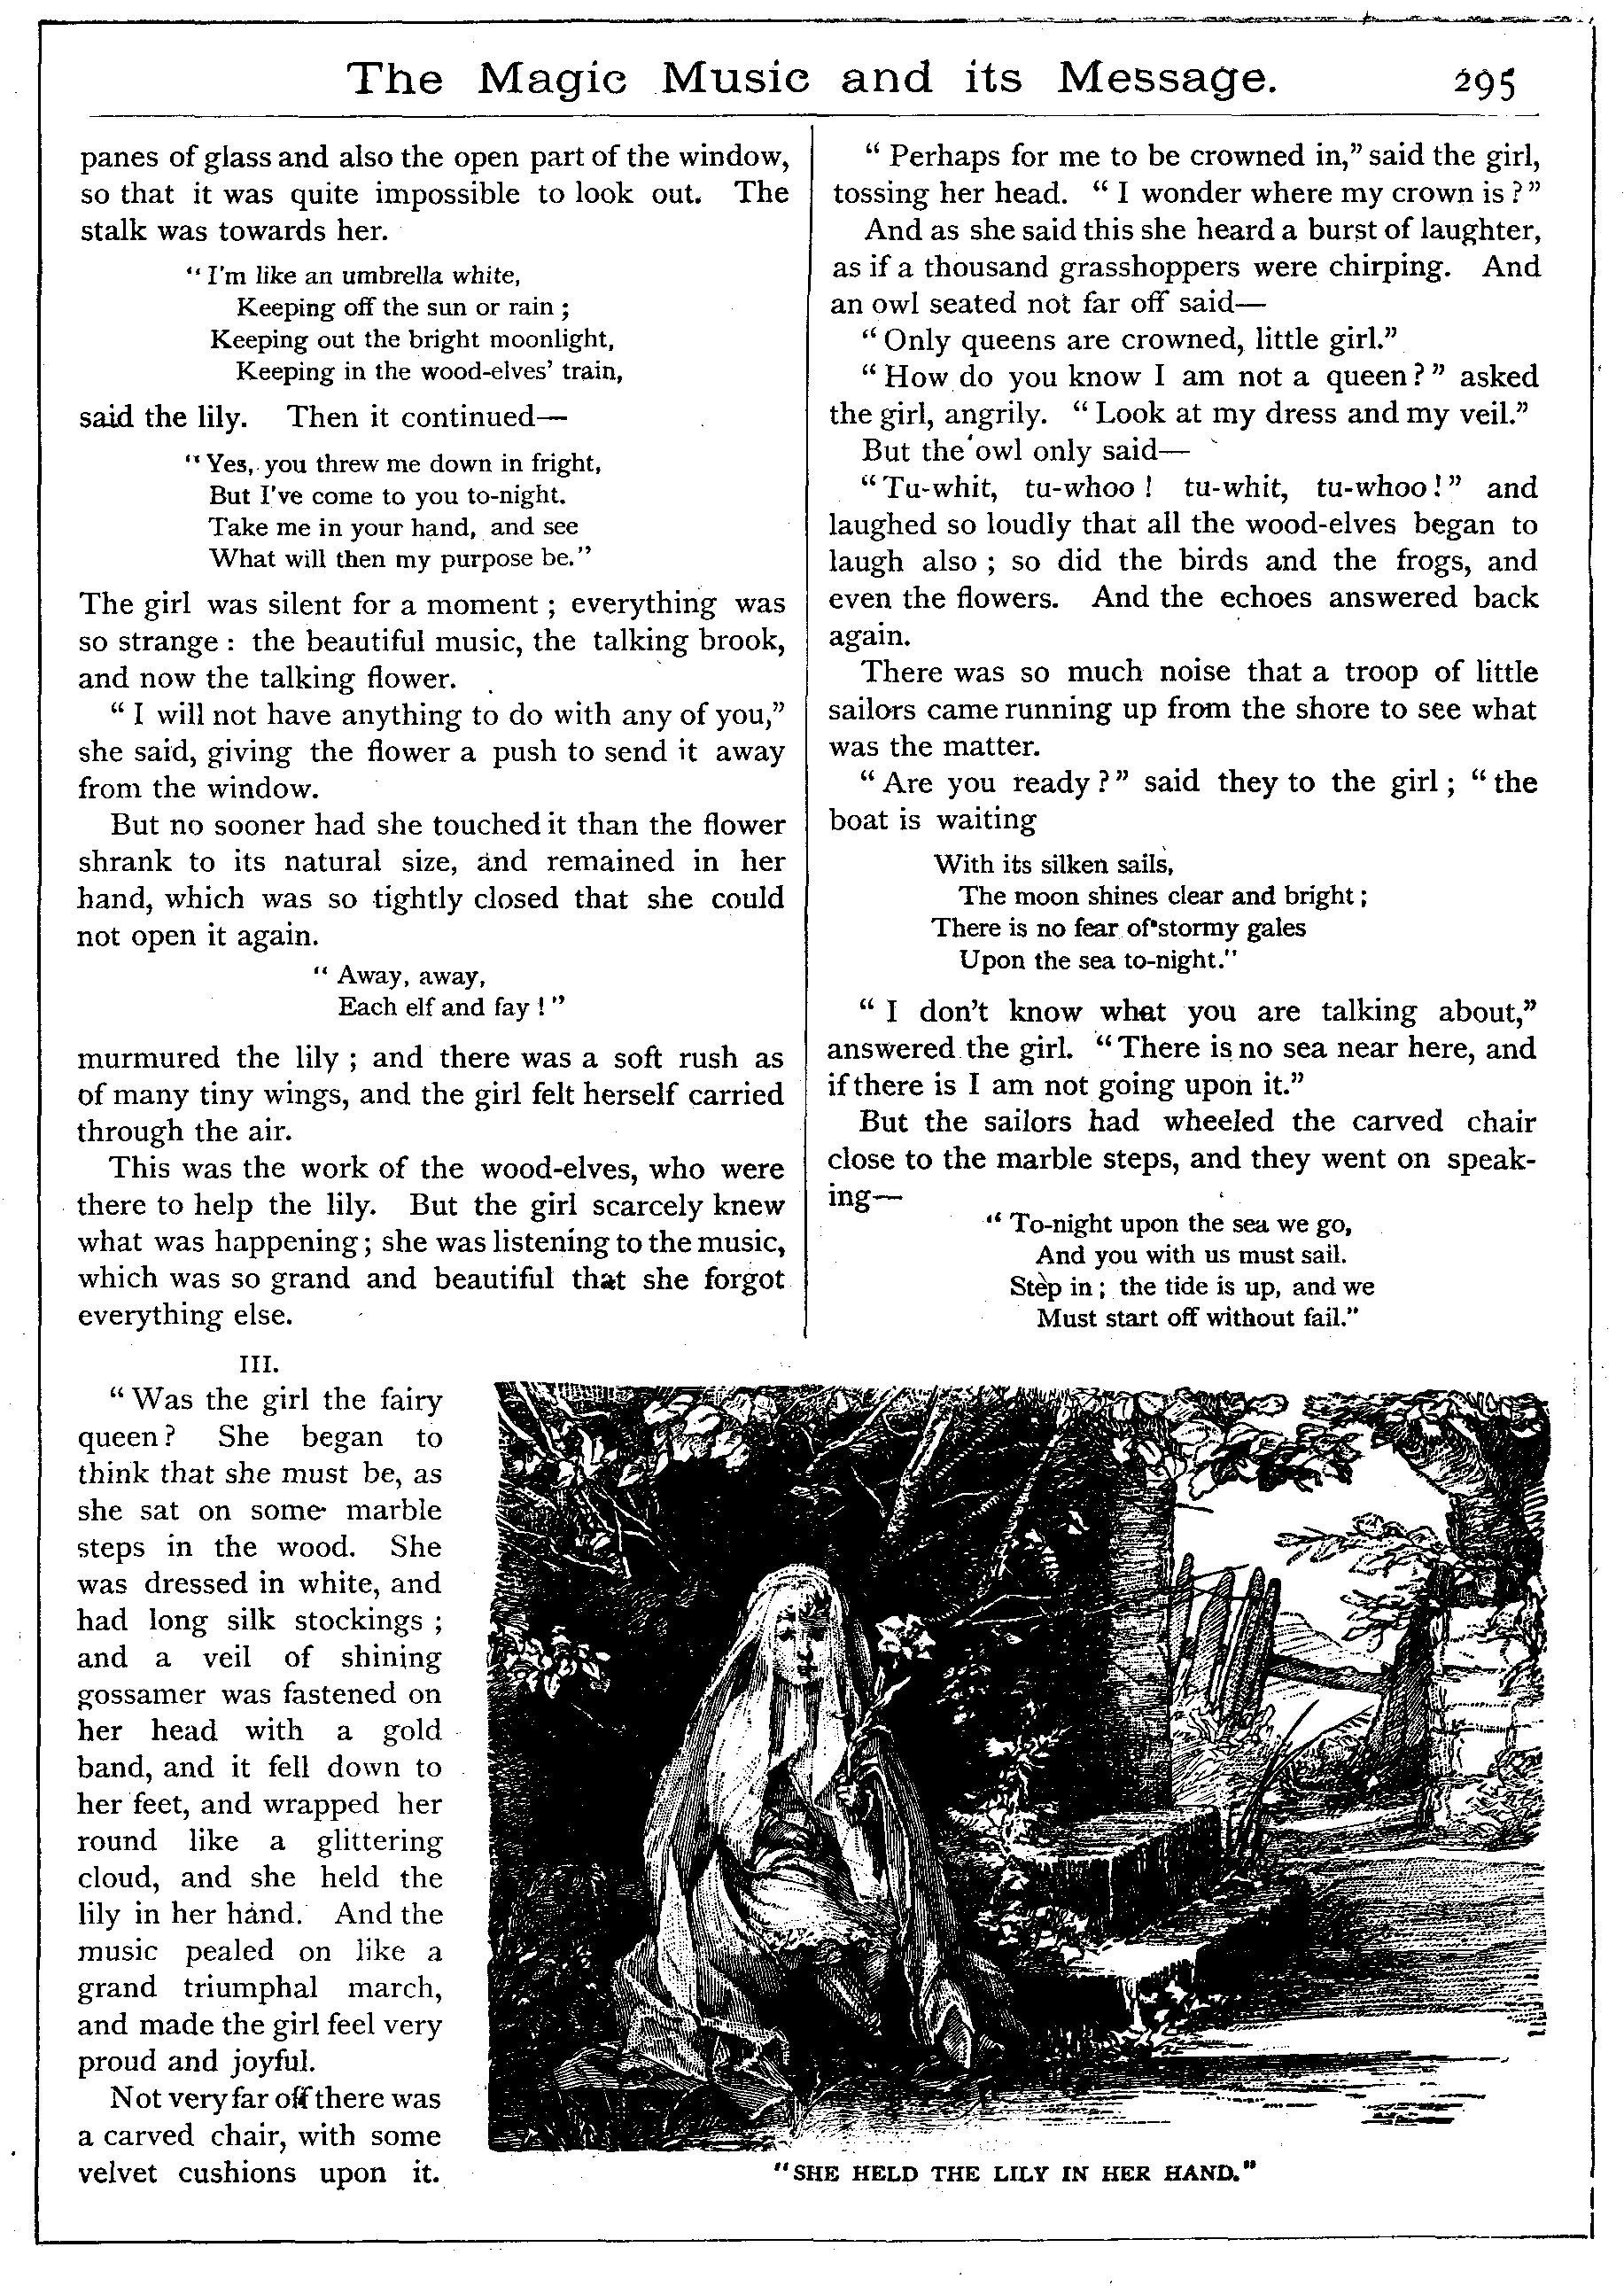 The Magic Music and its Message. 295
panes of glass and also the open part of the window,
so that it was quite impossible to look out. The
stalk was towards her.
"I'm like an umbrella white,
Keeping off the sun or rain;
Keeping out the bright moonlight,
Keeping in the wood-elves' train,
said the lily. Then it continued—
"Yes, you threw me down in fright,
But I've come to you to-night.
Take me in your hand, and see
What will then my purpose be."
The girl was silent for a moment; everything was
so strange: the beautiful music, the talking brook,
and now the talking flower.
"I will not have anything to do with any of you,"
she said, giving the flower a push to send it away
from the window.
But no sooner had she touched it than the flower
shrank to its natural size, and remained in her
hand, which was so tightly closed that she could
not open it again.
"Away, away,
Each elf and fay!"
murmured the lily; and there was a soft rush as
of many tiny wings, and the girl felt herself carried
through the air.
This was the work of the wood-elves, who were
there to help the lily. But the girl scarcely knew
what was happening; she was listening to the music,
which was so grand and beautiful that she forgot
everything else.
III.
"Was the girl the fairy
queen? She began to
think that she must be, as
she sat on some marble
steps in the wood. She
was dressed in white, and
had long silk stockings;
and a veil of shining
gossamer was fastened on
her head with a gold
band, and it fell down to
her feet, and wrapped her
round like a glittering
cloud, and she held the
lily in her hand. And the
music pealed on like a
grand triumphal march,
and made the girl feel very
proud and joyful.
Not very far off there was
a carved chair, with some
velvet cushions upon it.
"Perhaps for me to be crowned in," said the girl,
tossing her head. "I wonder where my crown is?"
And as she said this she heard a burst of laughter,
as if a thousand grasshoppers were chirping. And
an owl seated not far off said—
"Only queens are crowned, little girl."
"How do you know I am not a queen?" asked
the girl, angrily. "Look at my dress and my veil."
But the owl only said—
"Tu-whit, tu-whoo! tu-whit, tu-whoo!" and
laughed so loudly that all the wood-elves began to
laugh also; so did the birds and the frogs, and
even the flowers. And the echoes answered back
again.
There was so much noise that a troop of little
sailors came running up from the shore to see what
was the matter.
"Are you ready?" said they to the girl; "the
boat is waiting
With its silken sails,
The moon shines clear and bright;
There is no fear of stormy gales
Upon the sea to-night."
"I don't know what you are talking about,"
answered the girl. "There is no sea near here, and
if there is I am not going upon it."
But the sailors had wheeled the carved chair
close to the marble steps, and they went on speak-
ing—
"To-night upon the sea we go,
And you with us must sail.
Step in; the tide is up, and we
Must start off without fail."
"SHE HELD THE LILY IN HER HAND."